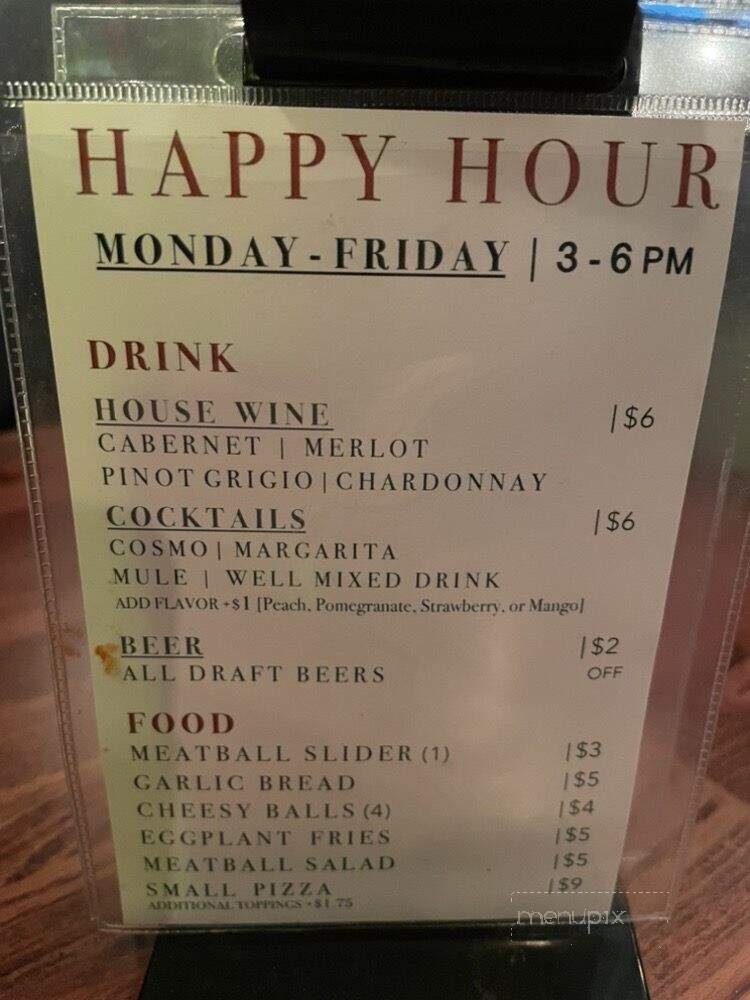 HAPPY HOUR
MONDAY - FRIDAY | 3 - 6 PM
DRINK
HOUSE WINE |$6
CABERNET | MERLOT
PINOT GRIGIO | CHARDONNAY
COCKTAILS |$6
COSMO | MARGARITA
MULE | WELL MIXED DRINK
ADD FLAVOR +$1 [Peach, Pomegranate, Strawberry, or Mango]
BEER |$2
ALL DRAFT BEERS OFF
FOOD
MEATBALL SLIDER (1) |$3
GARLIC BREAD |$5
CHEESY BALLS (4) |$4
EGGPLANT FRIES |$5
MEATBALL SALAD |$5
SMALL PIZZA |$9
ADDITIONAL TOPPINGS +$1.75
menupix